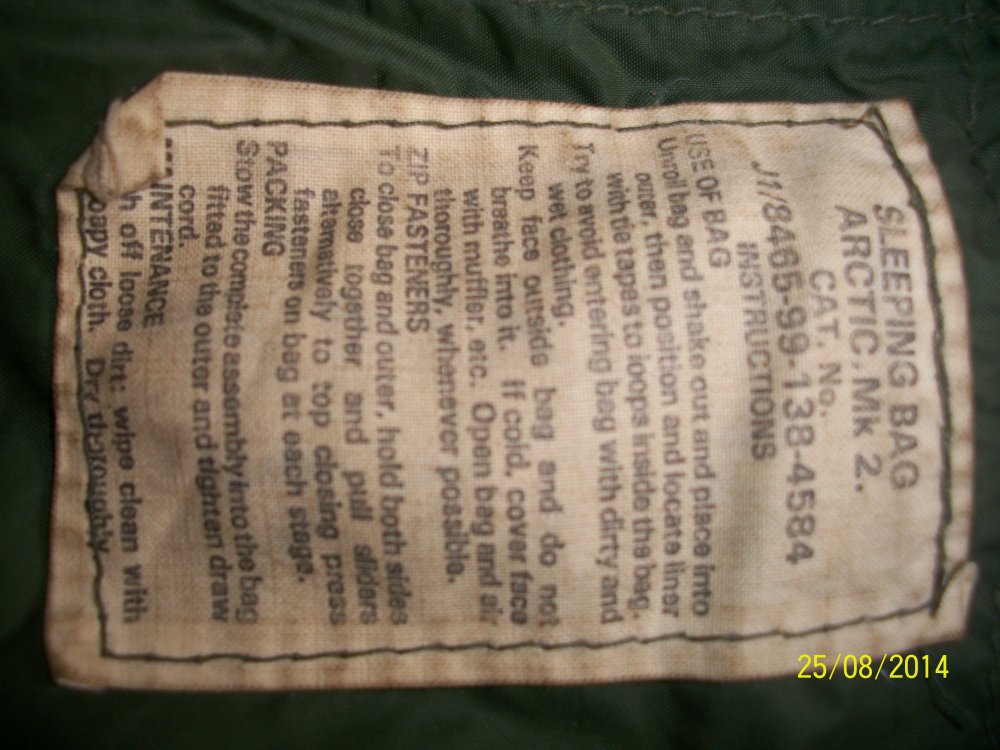 SLEEPING BAG
ARCTIC, Mk 2.
CAT. No.
J1/8465-99-138-4584
INSTRUCTIONS
USE OF BAG
Unroll bag and shake out and place into
outer, then position and locate liner
with tie tapes to loops inside the bag.
Try to avoid entering bag with dirty and
wet clothing.
Keep face outside bag and do not
breathe into it. If cold, cover face
with muffler, etc. Open bag and air
thoroughly, whenever possible.
ZIP FASTENERS
To close bag and outer, hold both sides
close together and pull sliders
alternatively to top closing press
fasteners on bag at each stage.
PACKING
Stow the complete assembly into the bag
fitted to the outer and tighten draw
cord.
MAINTENANCE
h off loose dirt: wipe clean with
oapy cloth. Dry thoroughly.
25/08/2014